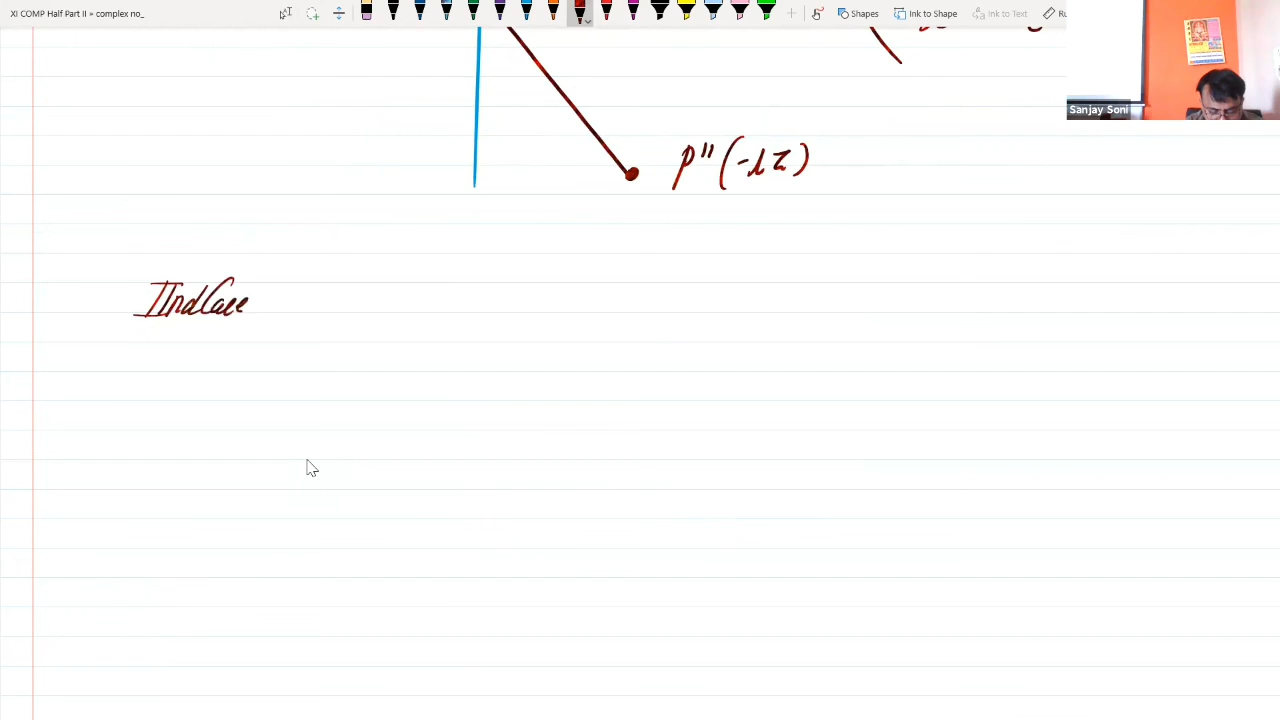 XI COMP Half Part II » complex no_
Shapes
Ink to Shape
Ink to Text
Ru
Sanjay Soni
P"(-iz)
IInd Case